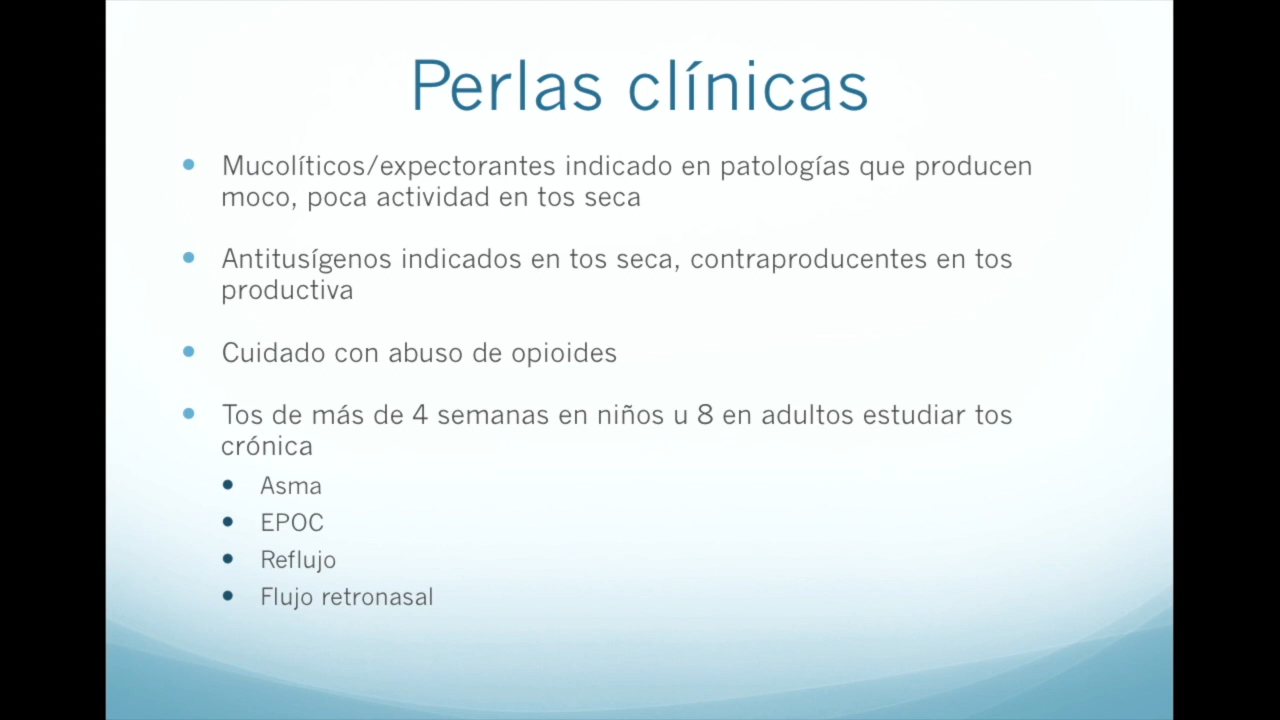 Perlas clínicas
Mucolíticos/expectorantes indicado en patologías que producen
moco, poca actividad en tos seca
Antitusígenos indicados en tos seca, contraproducentes en tos
productiva
Cuidado con abuso de opioides
Tos de más de 4 semanas en niños u 8 en adultos estudiar tos
crónica
Asma
EPOC
Reflujo
Flujo retronasal